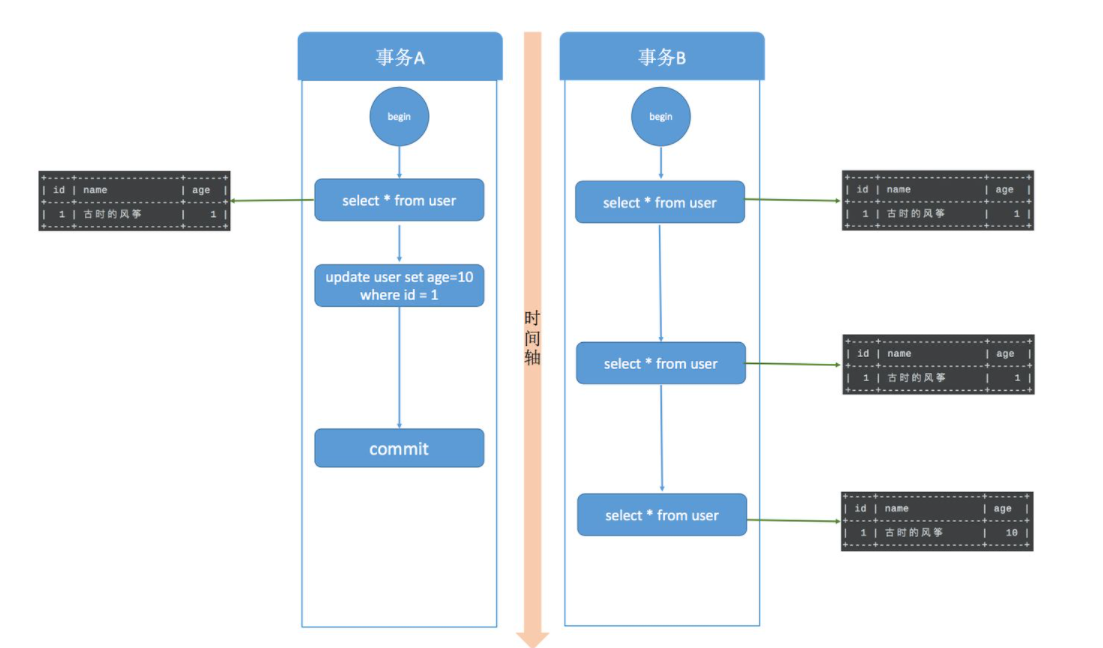 事务A
事务B
begin
begin
select * from user
select * from user
+----+------------------+------+
| id | name | age |
+----+------------------+------+
| 1 | 古时的风筝 | 1 |
+----+------------------+------+
+----+------------------+------+
| id | name | age |
+----+------------------+------+
| 1 | 古时的风筝 | 1 |
+----+------------------+------+
update user set age=10
where id = 1
时
间
轴
select * from user
+----+------------------+------+
| id | name | age |
+----+------------------+------+
| 1 | 古时的风筝 | 1 |
+----+------------------+------+
commit
select * from user
+----+------------------+------+
| id | name | age |
+----+------------------+------+
| 1 | 古时的风筝 | 10 |
+----+------------------+------+